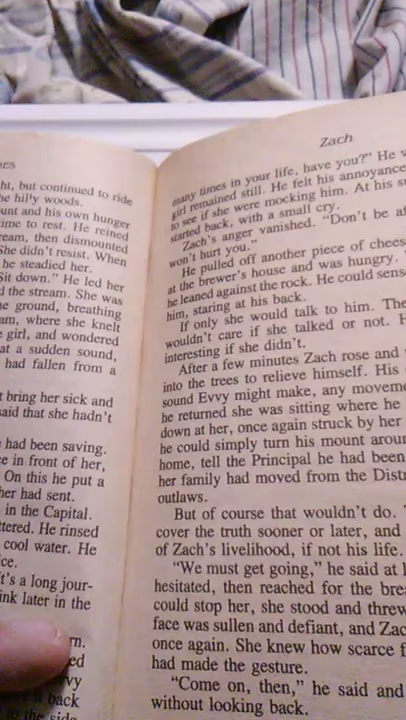 ht, but continued to ride
he hilly woods.
unt and his own hunger
ime to rest. He reined
ream, then dismounted
She didn't resist. When
he steadied her.
Sit down." He led her
d the stream. She was
he ground, breathing
am, where she knelt
e girl, and wondered
at a sudden sound,
had fallen from a
t bring her sick and
said that she hadn't
e had been saving.
ce in front of her,
On this he put a
her had sent.
in the Capital.
ttered. He rinsed
cool water. He
ice.
it's a long jour-
ink later in the
rn.
ed
vvy
back
to the side
Zach
many times in your life, have you?" He
girl remained still. He felt his annoyance
to see if she were mocking him. At his
started back, with a small cry.
Zach's anger vanished. "Don't be af
won't hurt you."
He pulled off another piece of chees
at the brewer's house and was hungry.
he leaned against the rock. He could sens
him, staring at his back.
If only she would talk to him. The
wouldn't care if she talked or not. H
interesting if she didn't.
After a few minutes Zach rose and
into the trees to relieve himself. His
sound Evvy might make, any movem
he returned she was sitting where he
down at her, once again struck by her
he could simply turn his mount arou
home, tell the Principal he had been
her family had moved from the Dist
outlaws.
But of course that wouldn't do.
cover the truth sooner or later, and
of Zach's livelihood, if not his life.
"We must get going," he said at l
hesitated, then reached for the bre
could stop her, she stood and threw
face was sullen and defiant, and Zac
once again. She knew how scarce f
had made the gesture.
"Come on, then," he said and
without looking back.